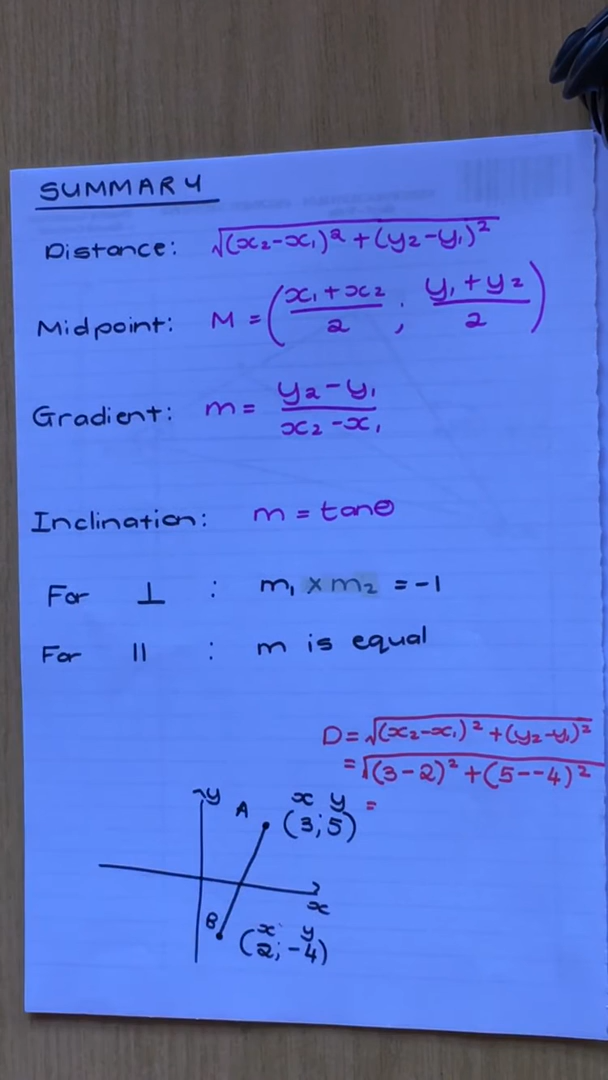 SUMMARY
Distance: √(x₂-x₁)² + (y₂-y₁)²
Midpoint: M = (x₁+x₂/2 ; y₁+y₂/2)
Gradient: m = y₂-y₁/x₂-x₁
Inclination: m = tanθ
For ⊥ : m₁ × m₂ = -1
For || : m is equal
D = √(x₂-x₁)² + (y₂-y₁)²
= √(3-2)² + (5--4)²
=
y
A
x y
(3;5)
x
B
x y
(2;-4)